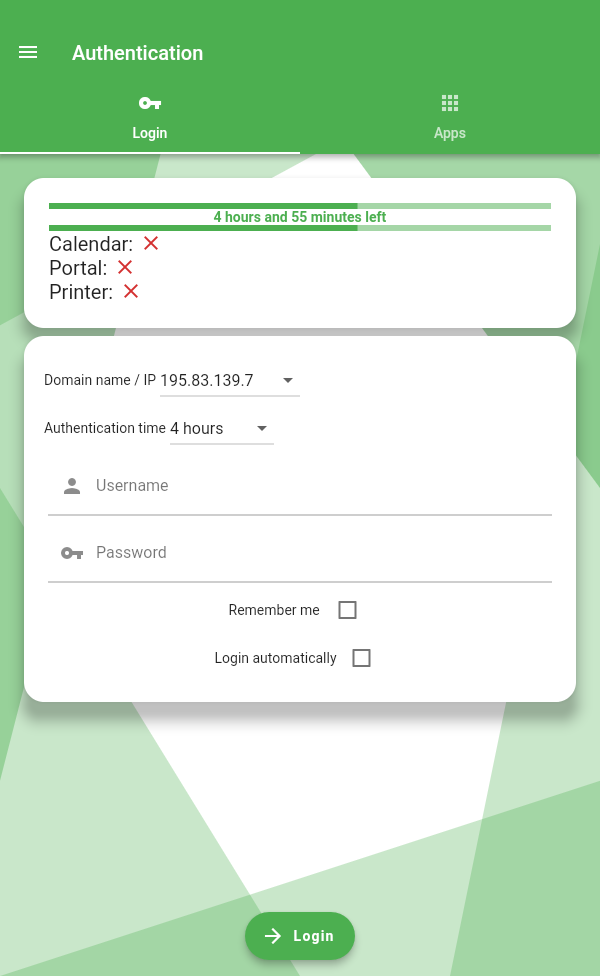 Authentication
Login
Apps
4 hours and 55 minutes left
Calendar:
Portal:
Printer:
Domain name / IP 195.83.139.7
Authentication time 4 hours
Username
Password
Remember me
Login automatically
Login